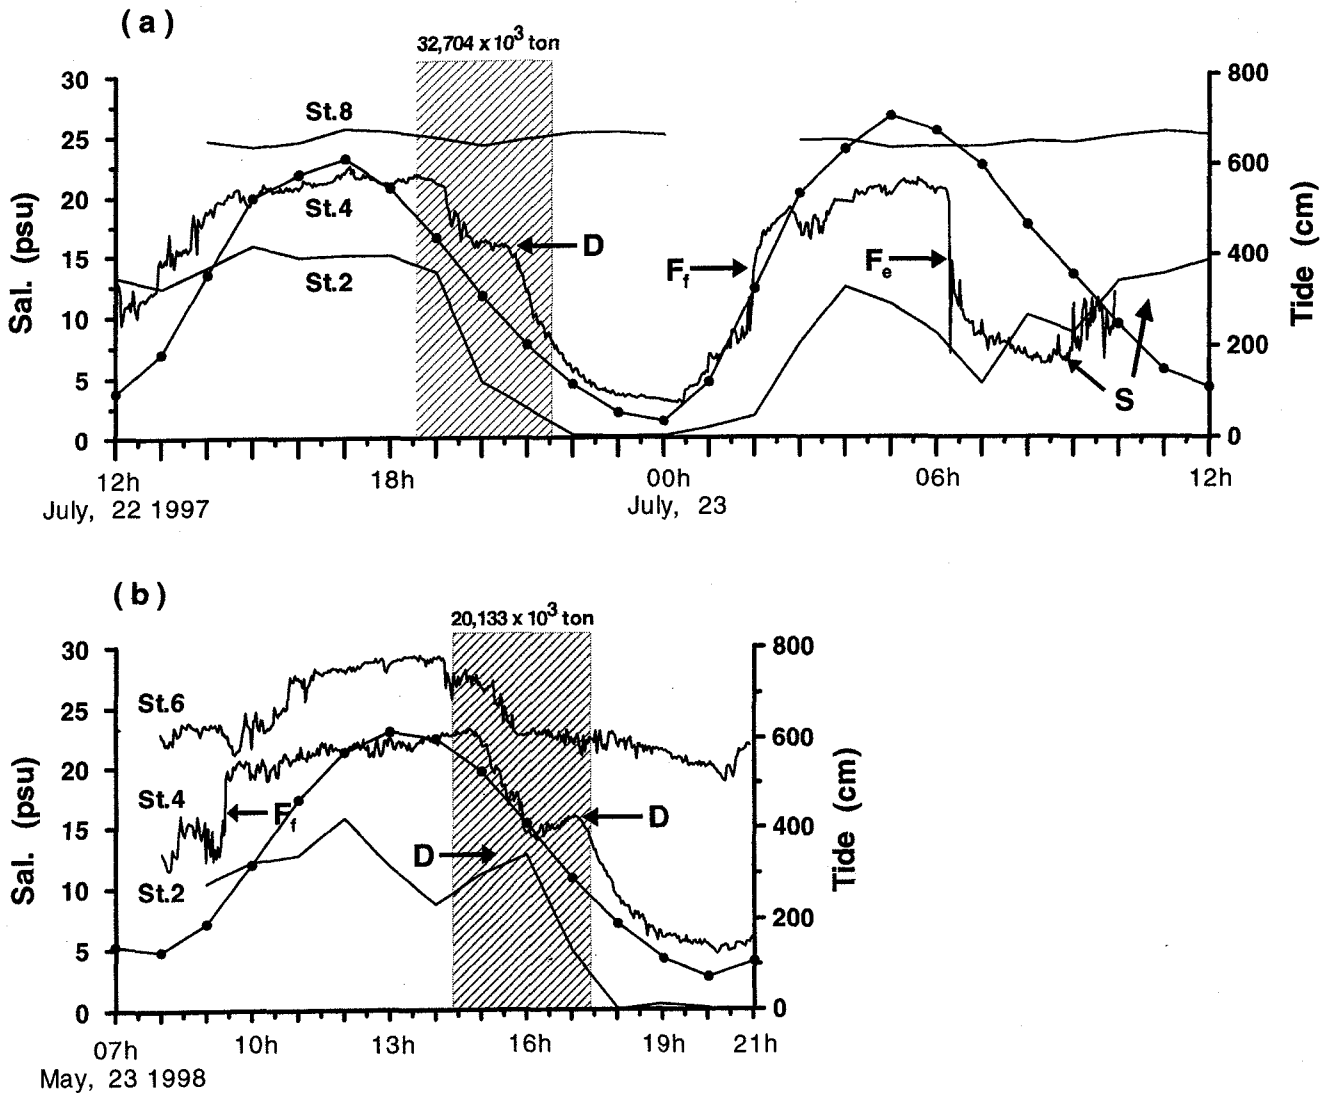 (a)
32,704 x 10³ ton
30
25
20
15
10
5
0
Sal. (psu)
800
600
400
200
0
Tide (cm)
St.8
St.4
St.2
D
Ff
Fe
S
12h
18h
00h
06h
12h
July, 22 1997
July, 23
(b)
20,133 x 10³ ton
30
25
20
15
10
5
0
Sal. (psu)
800
600
400
200
0
Tide (cm)
St.6
St.4
Ff
D
D
St.2
07h
10h
13h
16h
19h
21h
May, 23 1998